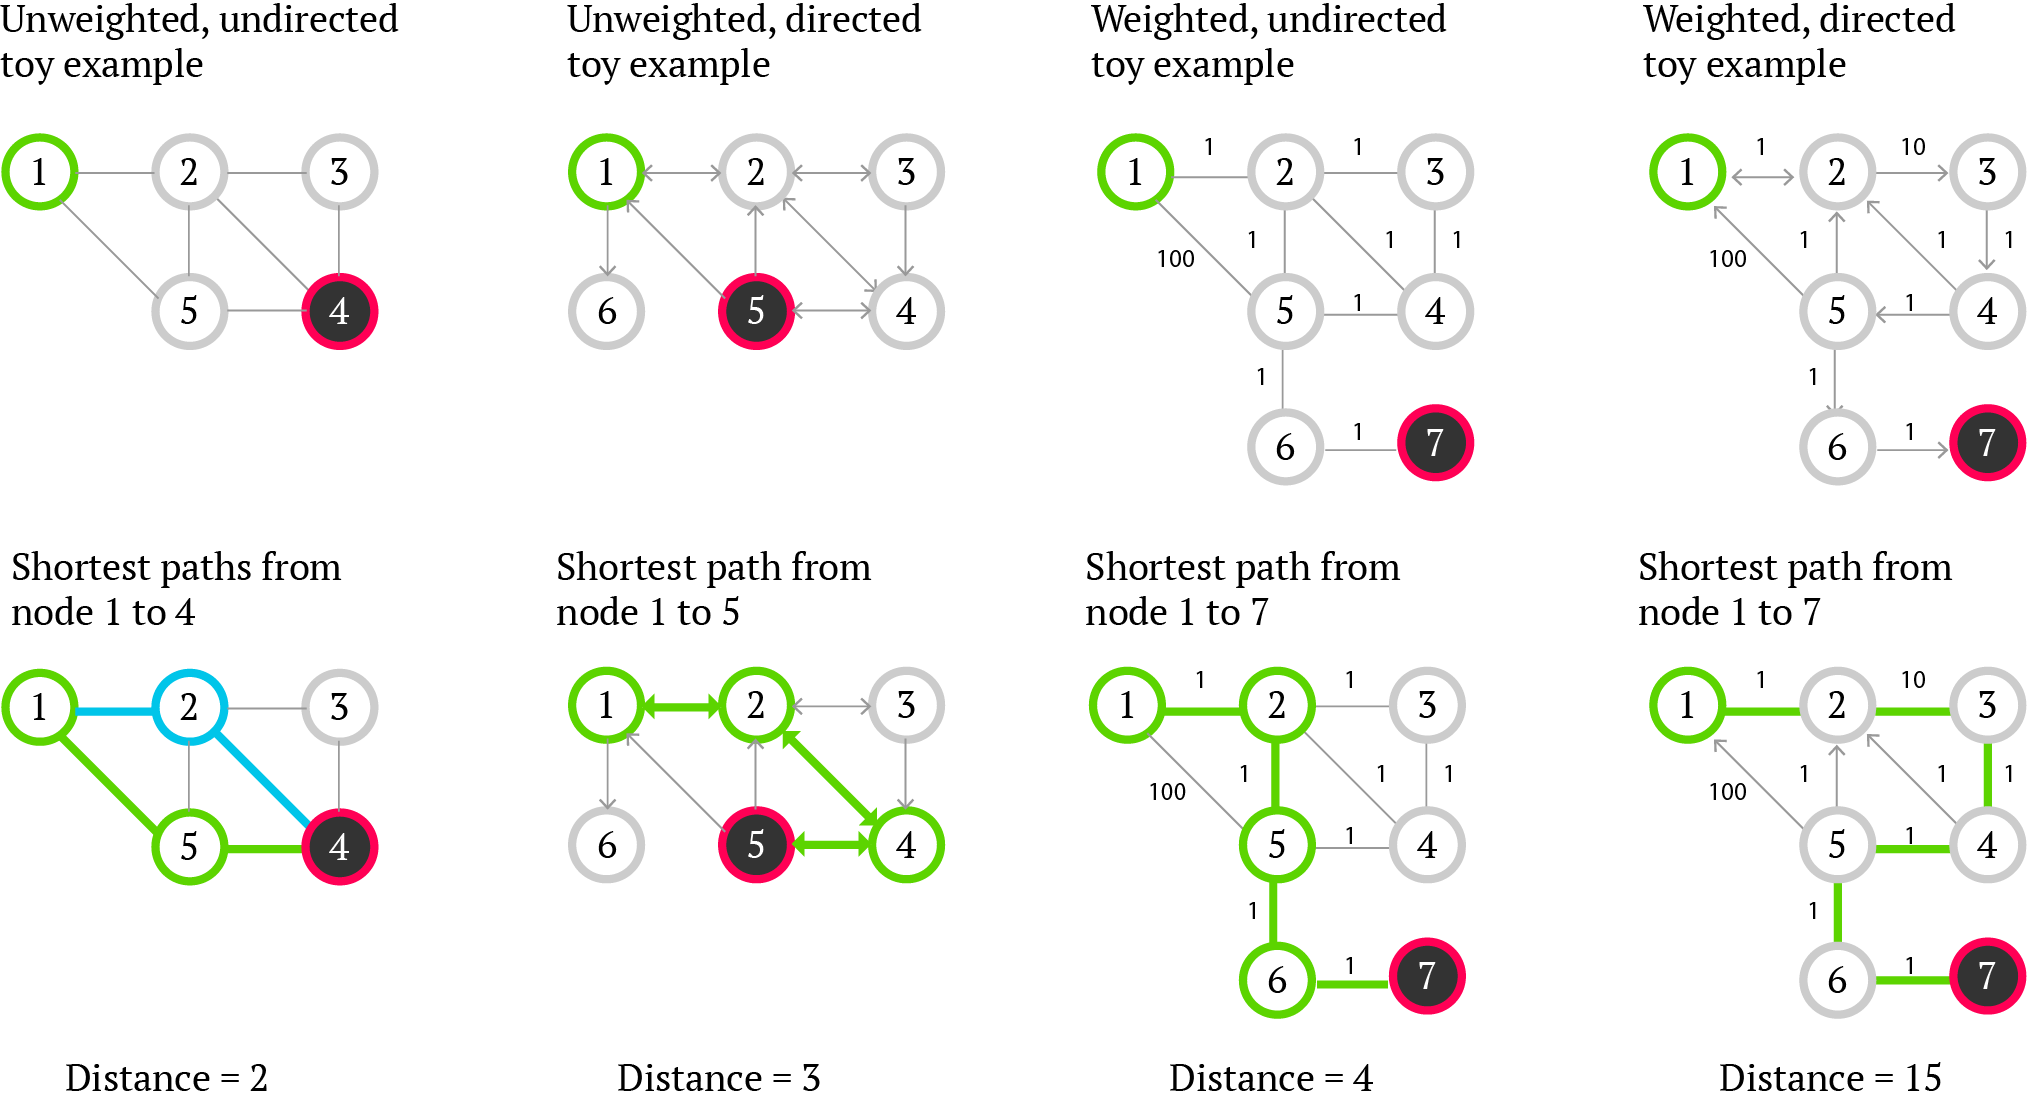 Unweighted, undirected
toy example
Unweighted, directed
toy example
Weighted, undirected
toy example
Weighted, directed
toy example
1 2 3
5 4
1 2 3
6 5 4
1 1 2 1 3
100 1 1 1
5 1 4
1
6 1 7
1 1 2 10 3
100 1 1 1
5 1 4
1
6 1 7
Shortest paths from
node 1 to 4
Shortest path from
node 1 to 5
Shortest path from
node 1 to 7
Shortest path from
node 1 to 7
1 2 3
5 4
1 2 3
6 5 4
1 1 2 1 3
100 1 1 1
5 1 4
1
6 1 7
1 1 2 10 3
100 1 1 1
5 1 4
1
6 1 7
Distance = 2
Distance = 3
Distance = 4
Distance = 15